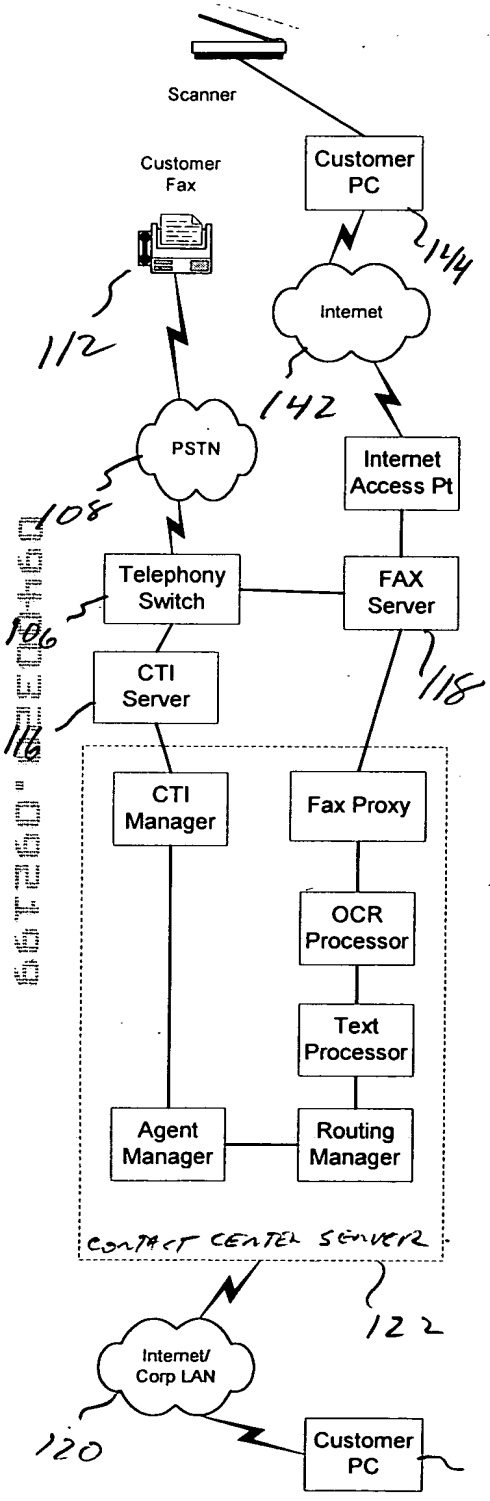 Scanner
Customer
Fax
Customer
PC
144
112
Internet
142
PSTN
108
Internet
Access Pt
Telephony
Switch
106
FAX
Server
118
CTI
Server
116
CTI
Manager
Fax Proxy
OCR
Processor
Text
Processor
Agent
Manager
Routing
Manager
CONTACT CENTER SERVER
122
Internet/
Corp LAN
120
Customer
PC